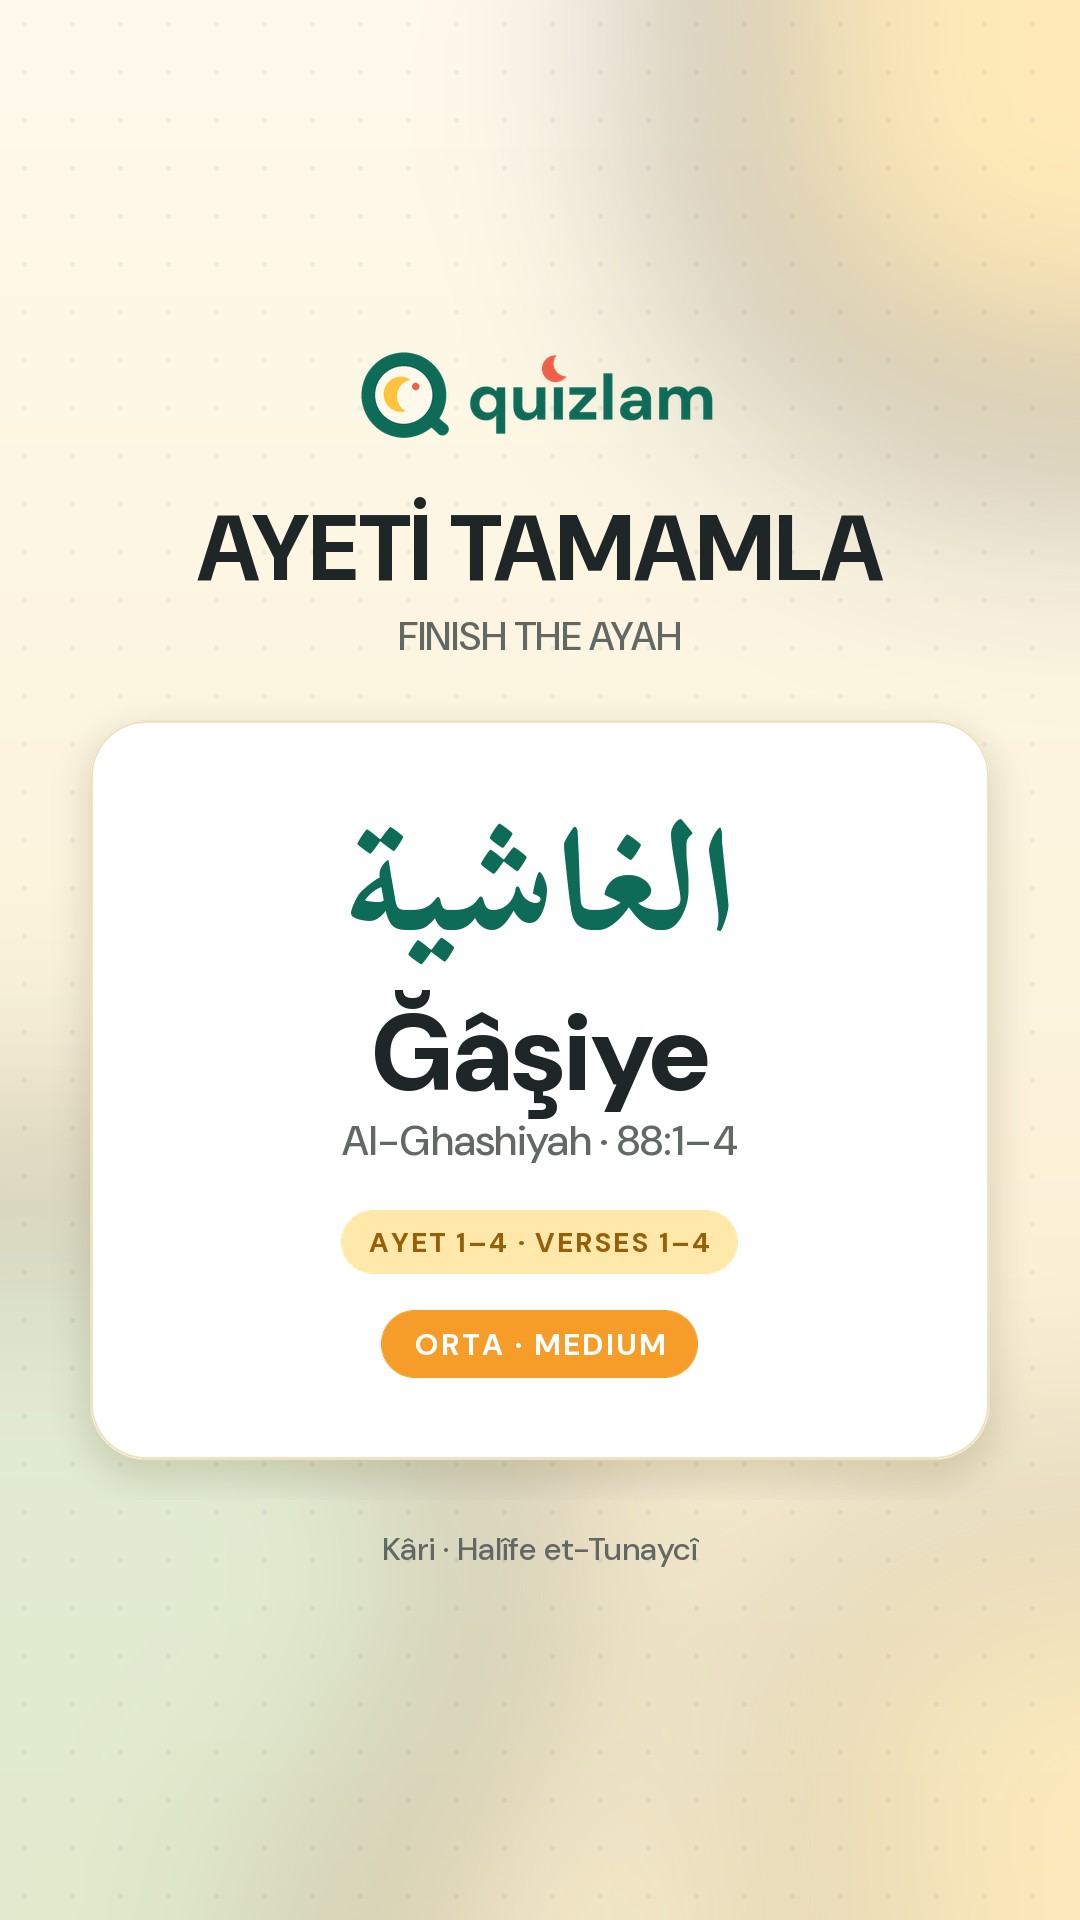 quizlam
AYETİ TAMAMLA
FINISH THE AYAH
الغاشية
Ğâşiye
Al-Ghashiyah · 88:1–4
AYET 1–4 · VERSES 1–4
ORTA · MEDIUM
Kâri · Halîfe et-Tunaycî